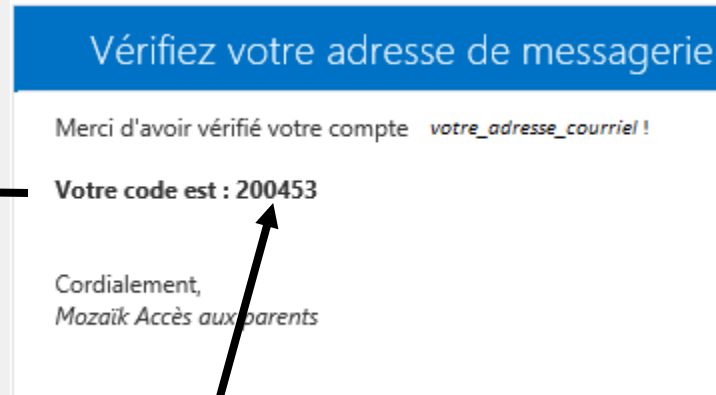 Vérifiez votre adresse de messagerie
Merci d'avoir vérifié votre compte votre_adresse_courriel !
Votre code est : 200453
Cordialement,
Mozaïk Accès aux parents